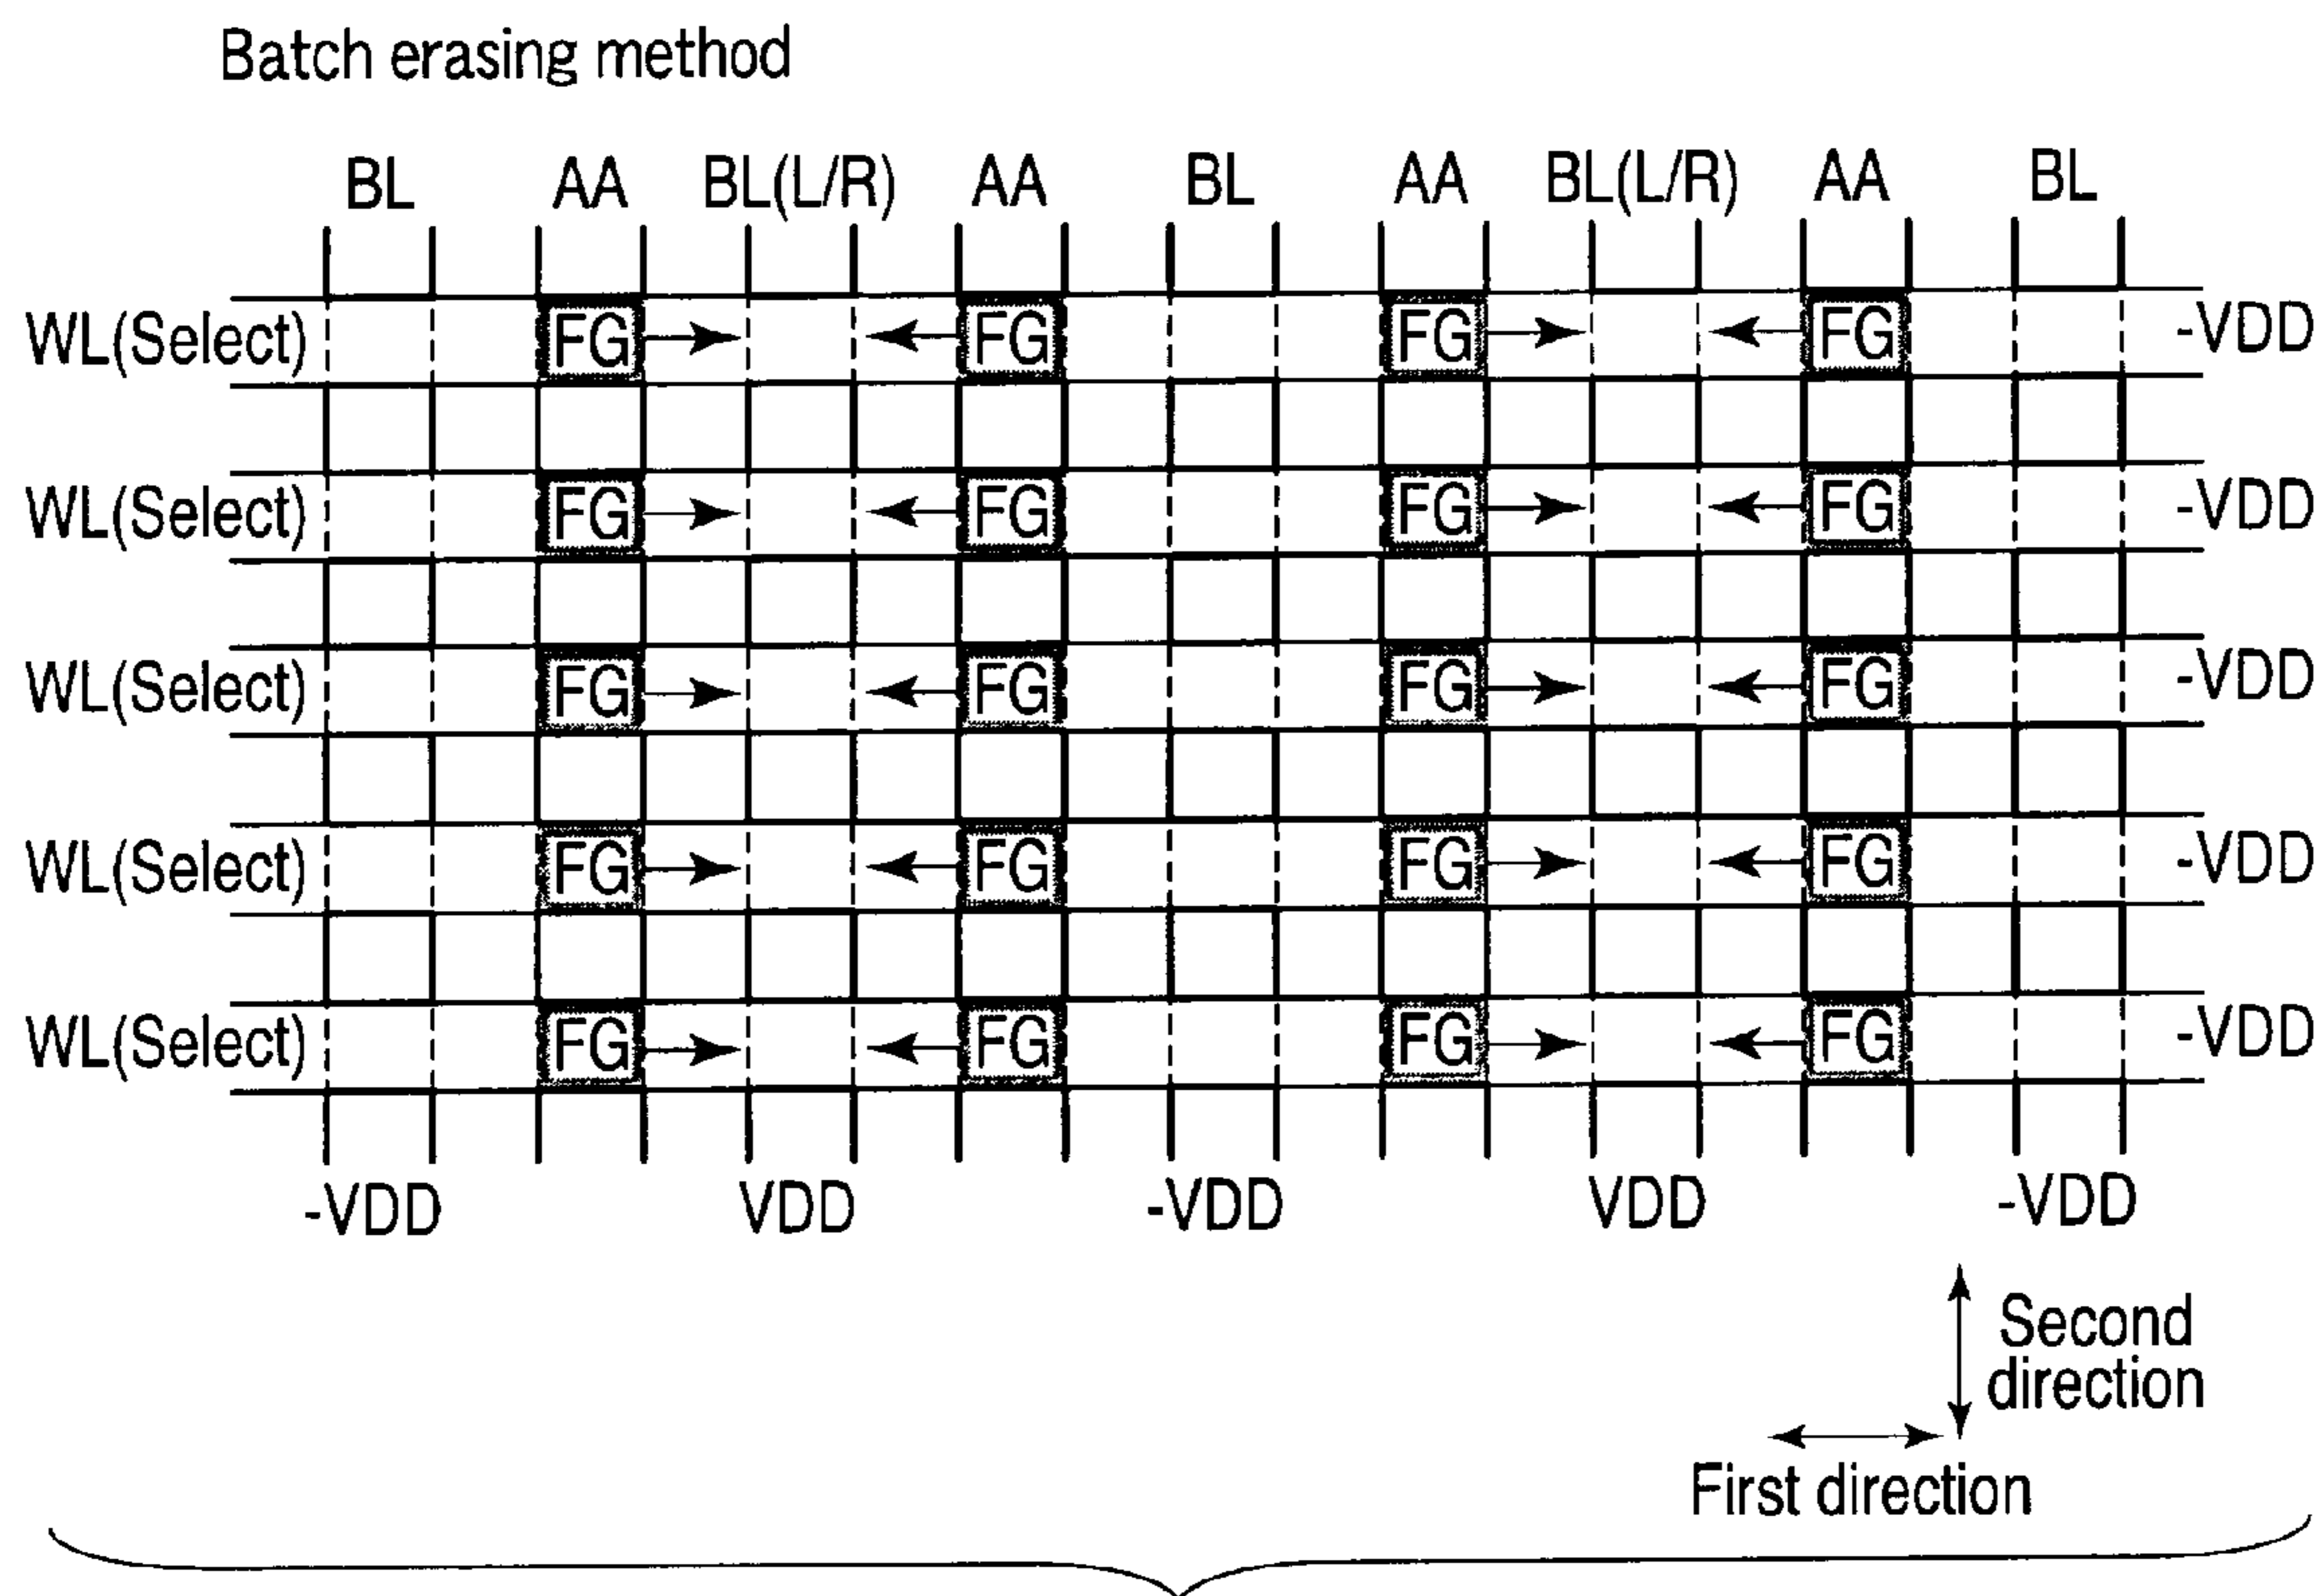 Batch erasing method
BL AA BL(L/R) AA BL AA BL(L/R) AA BL
WL(Select) FG FG FG FG -VDD
WL(Select) FG FG FG FG -VDD
WL(Select) FG FG FG FG -VDD
WL(Select) FG FG FG FG -VDD
WL(Select) FG FG FG FG -VDD
-VDD VDD -VDD VDD -VDD
Second
direction
First direction